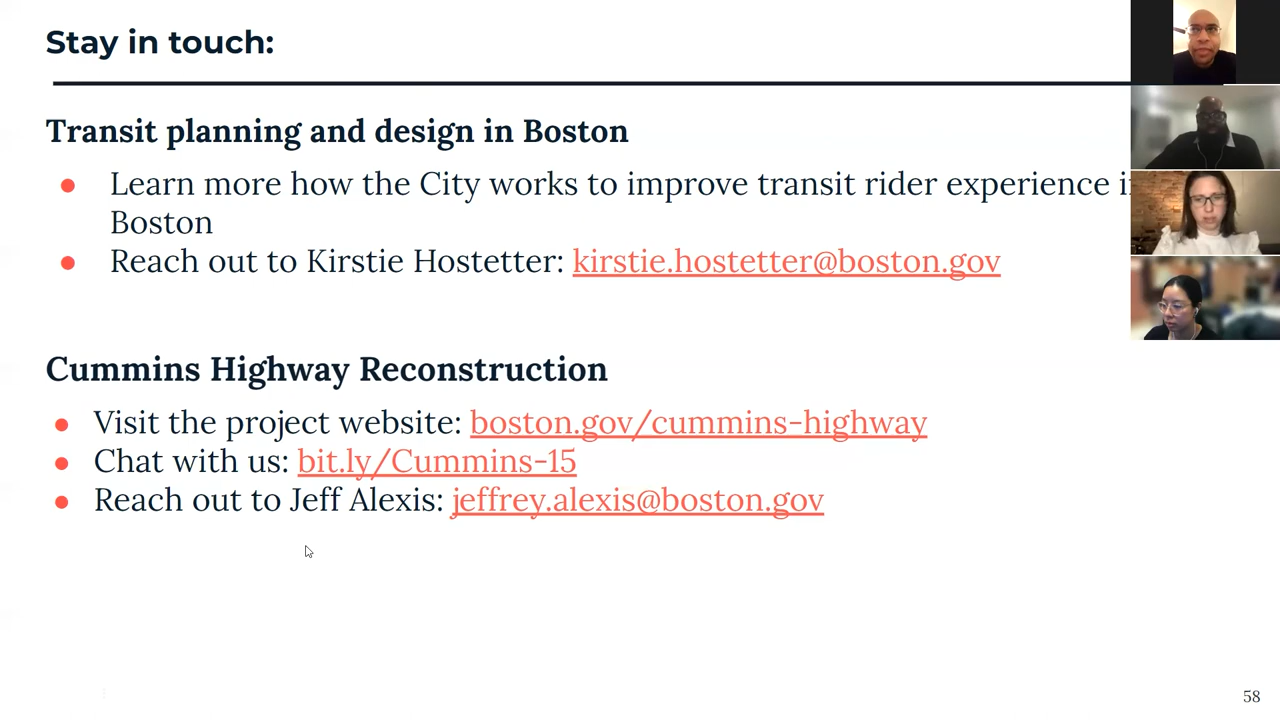 Stay in touch:
Transit planning and design in Boston
● Learn more how the City works to improve transit rider experience i
Boston
● Reach out to Kirstie Hostetter: kirstie.hostetter@boston.gov
Cummins Highway Reconstruction
● Visit the project website: boston.gov/cummins-highway
● Chat with us: bit.ly/Cummins-15
● Reach out to Jeff Alexis: jeffrey.alexis@boston.gov
58